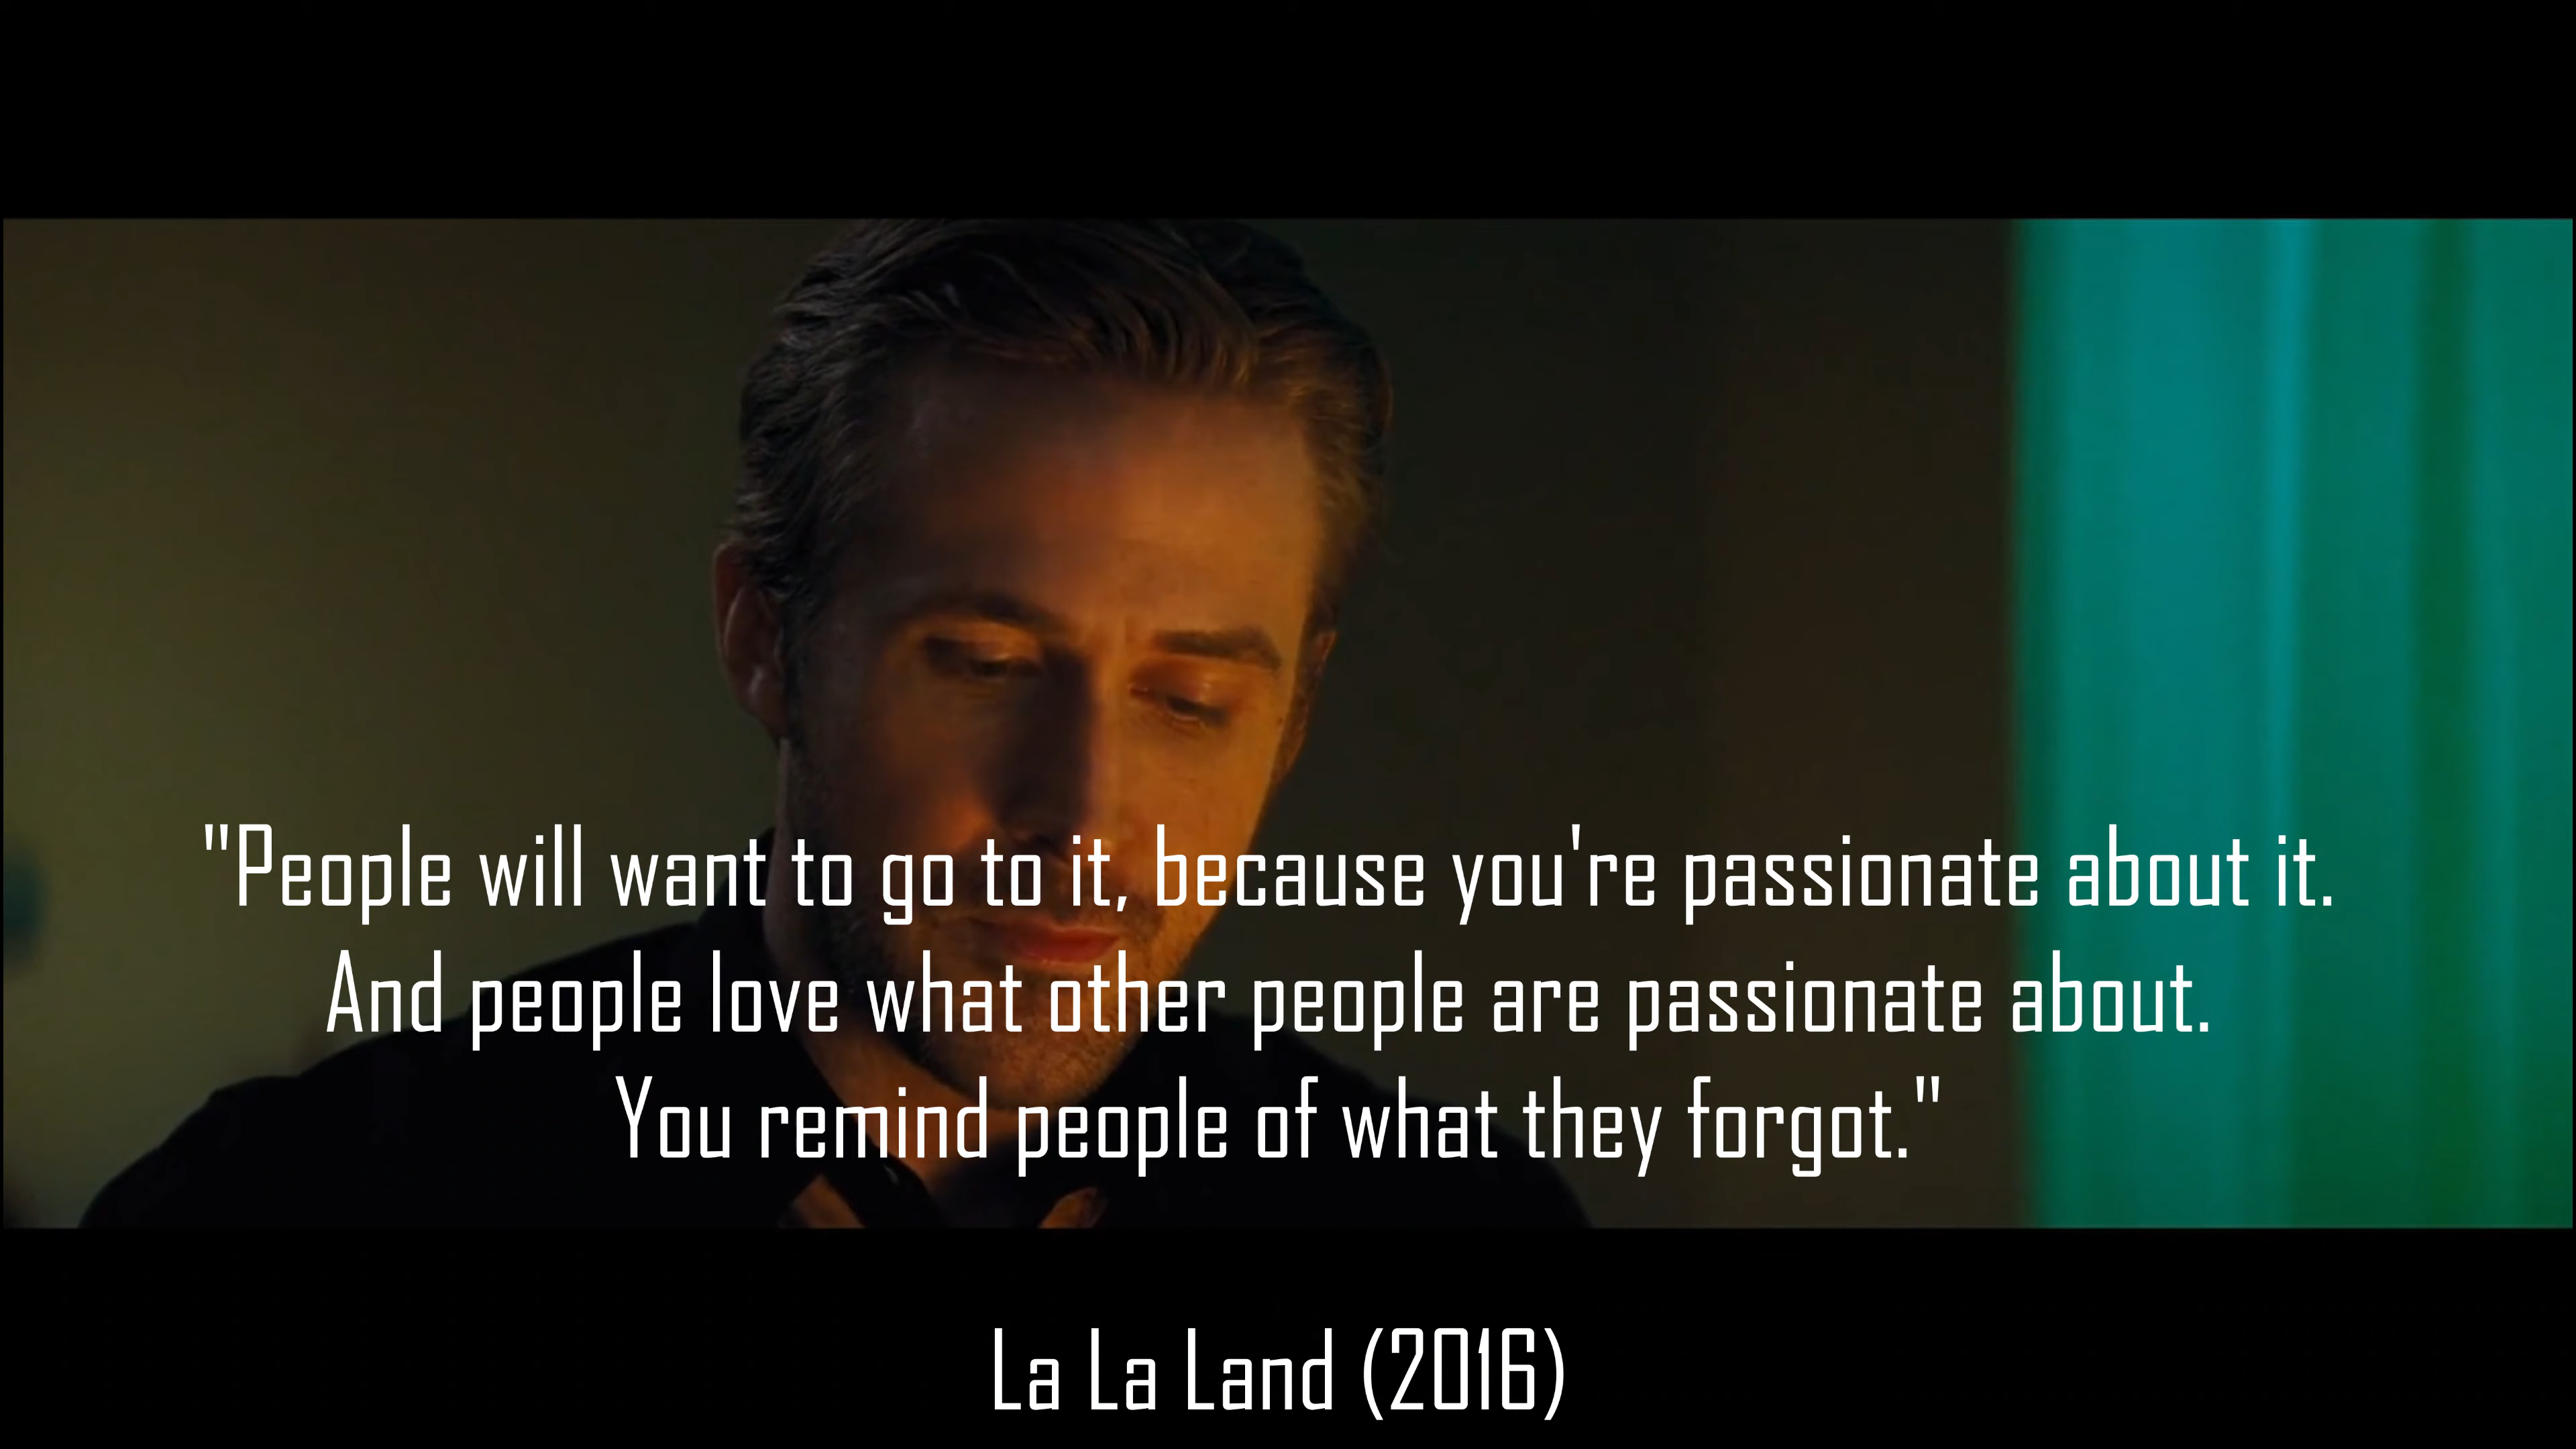 "People will want to go to it, because you're passionate about it.
And people love what other people are passionate about.
You remind people of what they forgot."
La La Land (2016)